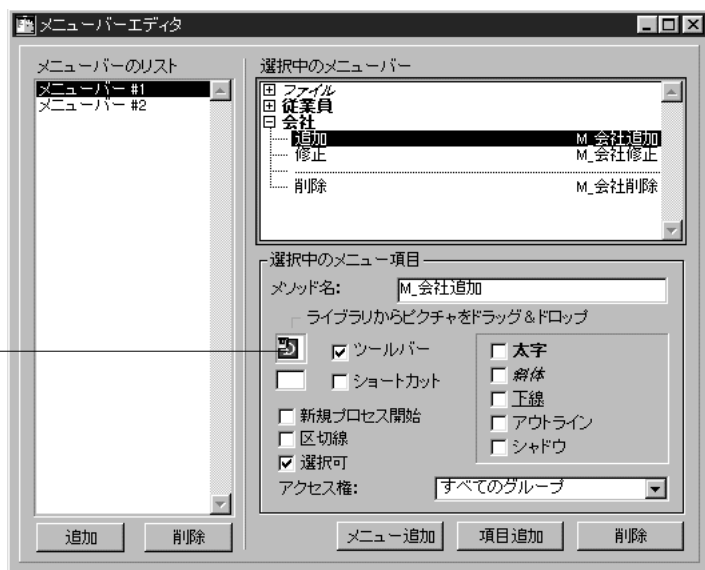 メニューバーエディタ
メニューバーのリスト
メニューバー #1
メニューバー #2
追加
削除
選択中のメニューバー
ファイル
従業員
会社
追加 M_会社追加
修正 M_会社修正
削除 M_会社削除
選択中のメニュー項目
メソッド名: M_会社追加
ライブラリからピクチャをドラッグ&ドロップ
ツールバー
ショートカット
新規プロセス開始
区切線
選択可
太字
斜体
下線
アウトライン
シャドウ
アクセス権: すべてのグループ
メニュー追加
項目追加
削除